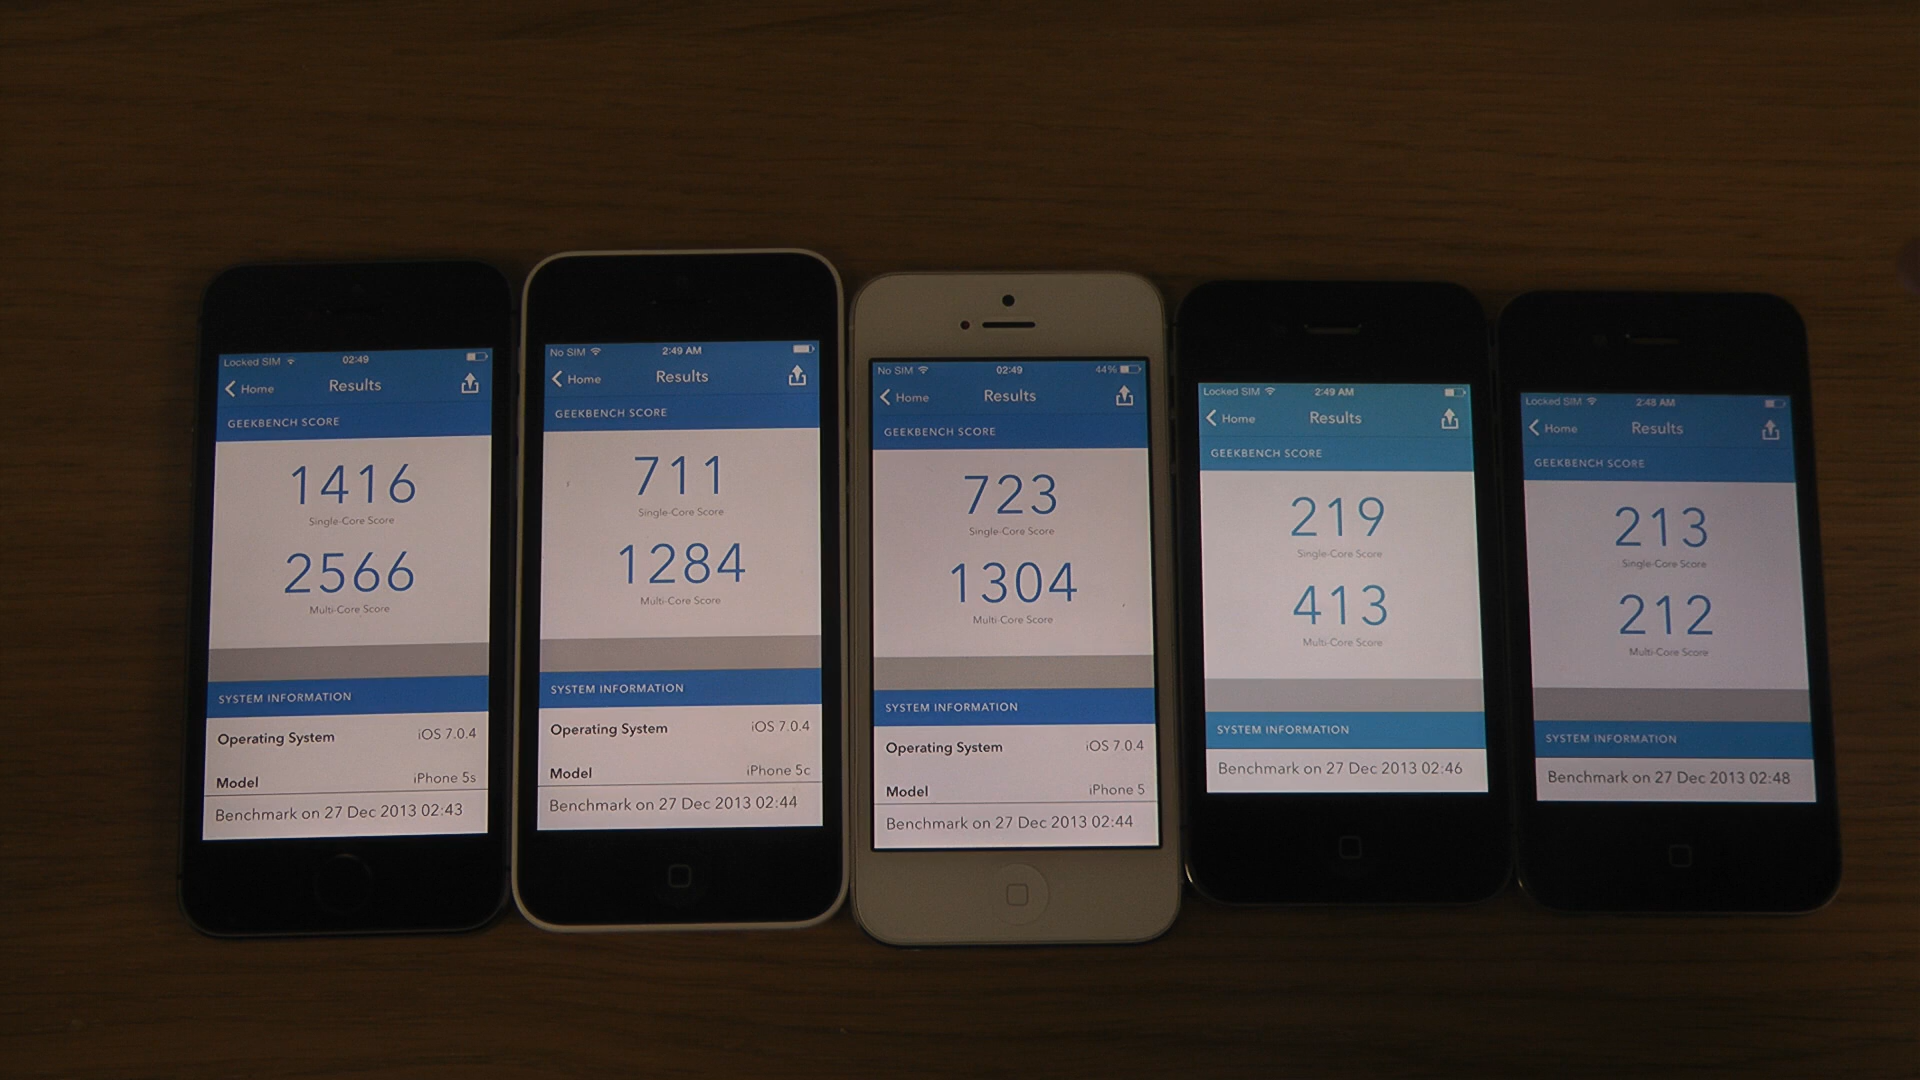 Locked SIM 02:49
Home Results
GEEKBENCH SCORE
1416
Single-Core Score
2566
Multi-Core Score
SYSTEM INFORMATION
Operating System iOS 7.0.4
Model iPhone 5s
Benchmark on 27 Dec 2013 02:43
No SIM 2:49 AM
Home Results
GEEKBENCH SCORE
711
Single-Core Score
1284
Multi-Core Score
SYSTEM INFORMATION
Operating System iOS 7.0.4
Model iPhone 5c
Benchmark on 27 Dec 2013 02:44
No SIM 02:49 44%
Home Results
GEEKBENCH SCORE
723
Single-Core Score
1304
Multi-Core Score
SYSTEM INFORMATION
Operating System iOS 7.0.4
Model iPhone 5
Benchmark on 27 Dec 2013 02:44
Locked SIM 2:49 AM
Home Results
GEEKBENCH SCORE
219
Single-Core Score
413
Multi-Core Score
SYSTEM INFORMATION
Benchmark on 27 Dec 2013 02:46
Locked SIM 2:48 AM
Home Results
GEEKBENCH SCORE
213
Single-Core Score
212
Multi-Core Score
SYSTEM INFORMATION
Benchmark on 27 Dec 2013 02:48